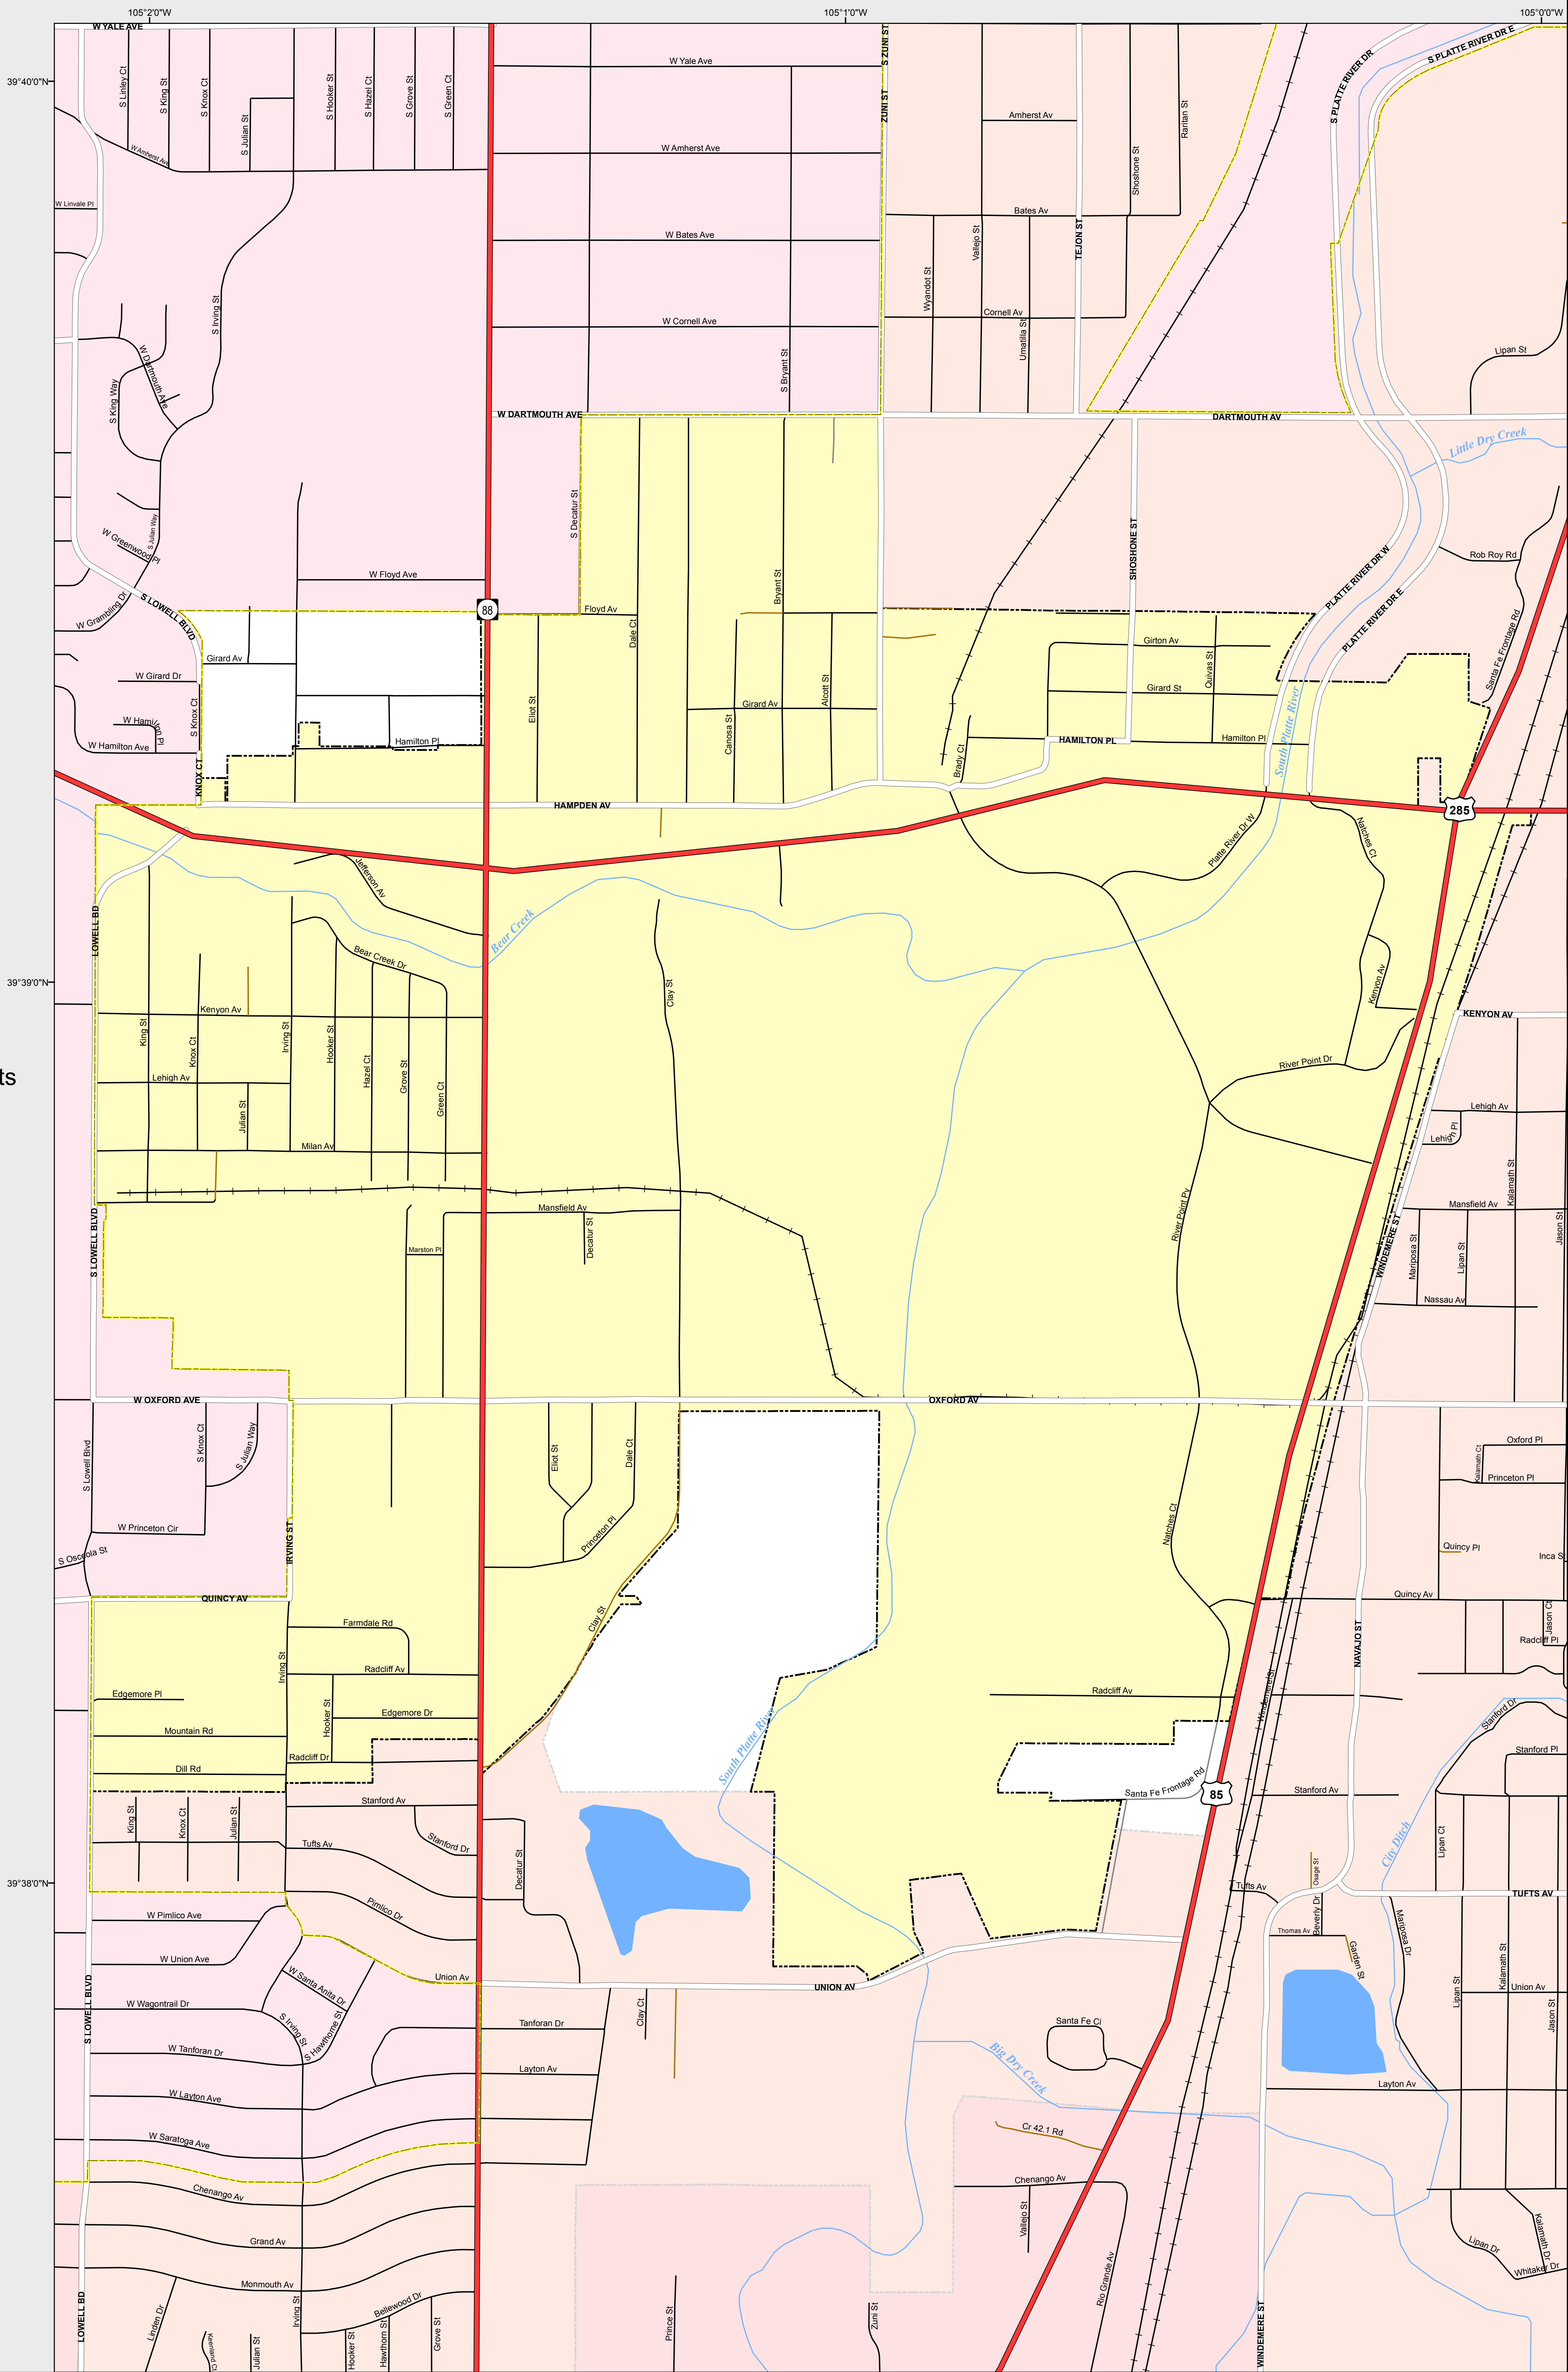 105°2'0"W
105°1'0"W
105°0'0"W
W YALE AVE
S ZUNI ST
S PLATTE RIVER DR
S PLATTE RIVER DR E
39°40'0"N
S Linley Ct
S King St
S Knox Ct
S Julian St
S Hooker St
S Hazel Ct
S Grove St
S Green Ct
W Yale Ave
ZUNI ST
Amherst Av
Raritan St
W Amherst Ave
W Amherst Ave
Shoshone St
W Linvale Pl
W Bates Ave
Bates Av
Vallejo St
TEJON ST
S Irving St
Wyandot St
Cornell Av
W Cornell Ave
Umatilla St
W Dartmouth Ave
S King Way
S Bryant St
Lipan St
W DARTMOUTH AVE
DARTMOUTH AV
Little Dry Creek
S Decatur St
S Julian Way
W Greenwood Pl
SHOSHONE ST
Rob Roy Rd
W Floyd Ave
Bryant St
PLATTE RIVER DR W
PLATTE RIVER DR E
W Grambling Dr
S LOWELL BLVD
88
Floyd Av
Dale Ct
Girton Av
Quivas St
Santa Fe Frontage Rd
Girard Av
W Girard Dr
S Knox Ct
Eliot St
Alcott St
Girard St
Girard Av
Canosa St
W Hamilton Pl
W Hamilton Ave
Hamilton Pl
HAMILTON PL
Hamilton Pl
Brady Ct
South Platte River
KNOX CT
HAMPDEN AV
285
Jefferson Av
Platte River Dr W
Natches Ct
LOWELL BD
Bear Creek
Bear Creek Dr
39°39'0"N
Clay St
Kenyon Av
Kenyon Av
KENYON AV
King St
Knox Ct
Irving St
Hooker St
Hazel Ct
Grove St
Green Ct
River Point Dr
ts
Lehigh Av
Julian St
Lehigh Av
Lehigh Pl
Milan Av
Kalamath St
Mansfield Av
Decatur St
River Point Py
Mansfield Av
S LOWELL BLVD
Marston Pl
WINDEMERE ST
Mariposa St
Lipan St
Jason St
Nassau Av
W OXFORD AVE
OXFORD AV
S Lowell Blvd
S Knox Ct
S Julian Way
Eliot St
Dale Ct
Oxford Pl
Kalamath Ct
Princeton Pl
W Princeton Cir
IRVING ST
Princeton Pl
Natches Ct
Quincy Pl
Inca S
S Osceola St
QUINCY AV
Quincy Av
Clay St
Farmdale Rd
Jason Ct
Irving St
Radcliff Av
NAVAJO ST
Radcliff Pl
Edgemore Pl
Hooker St
Edgemore Dr
Radcliff Av
Windemere St
Mountain Rd
Stanford Dr
South Platte River
Radcliff Dr
Stanford Pl
Dill Rd
Santa Fe Frontage Rd
85
Stanford Av
Stanford Av
King St
Knox Ct
Julian St
Tufts Av
Stanford Dr
City Ditch
Lipan Ct
Decatur St
39°38'0"N
Osage St
Tufts Av
TUFTS AV
W Pimlico Ave
Pimlico Dr
Beverly Dr
Thomas Av
Mariposa Dr
W Union Ave
Garden St
Kalamath St
W Santa Anita Dr
Union Av
UNION AV
Union Av
Lipan St
S LOWELL BLVD
W Wagontrail Dr
S Irving St
S Hawthorne St
Clay Ct
Jason St
Tanforan Dr
Santa Fe Ci
W Tanforan Dr
Layton Av
Big Dry Creek
W Layton Ave
Layton Av
Cr 42.1 Rd
W Saratoga Ave
Chenango Av
Chenango Av
Vallejo St
Grand Av
Lipan Dr
Kalamath Dr
Monmouth Av
Rio Grande Av
Whitaker Dr
LOWELL BD
Linden Dr
Irving St
Bellewood Dr
Keenland Ct
Julian St
Hooker St
Hawthorn St
Grove St
Prince St
Zuni St
WINDEMERE ST